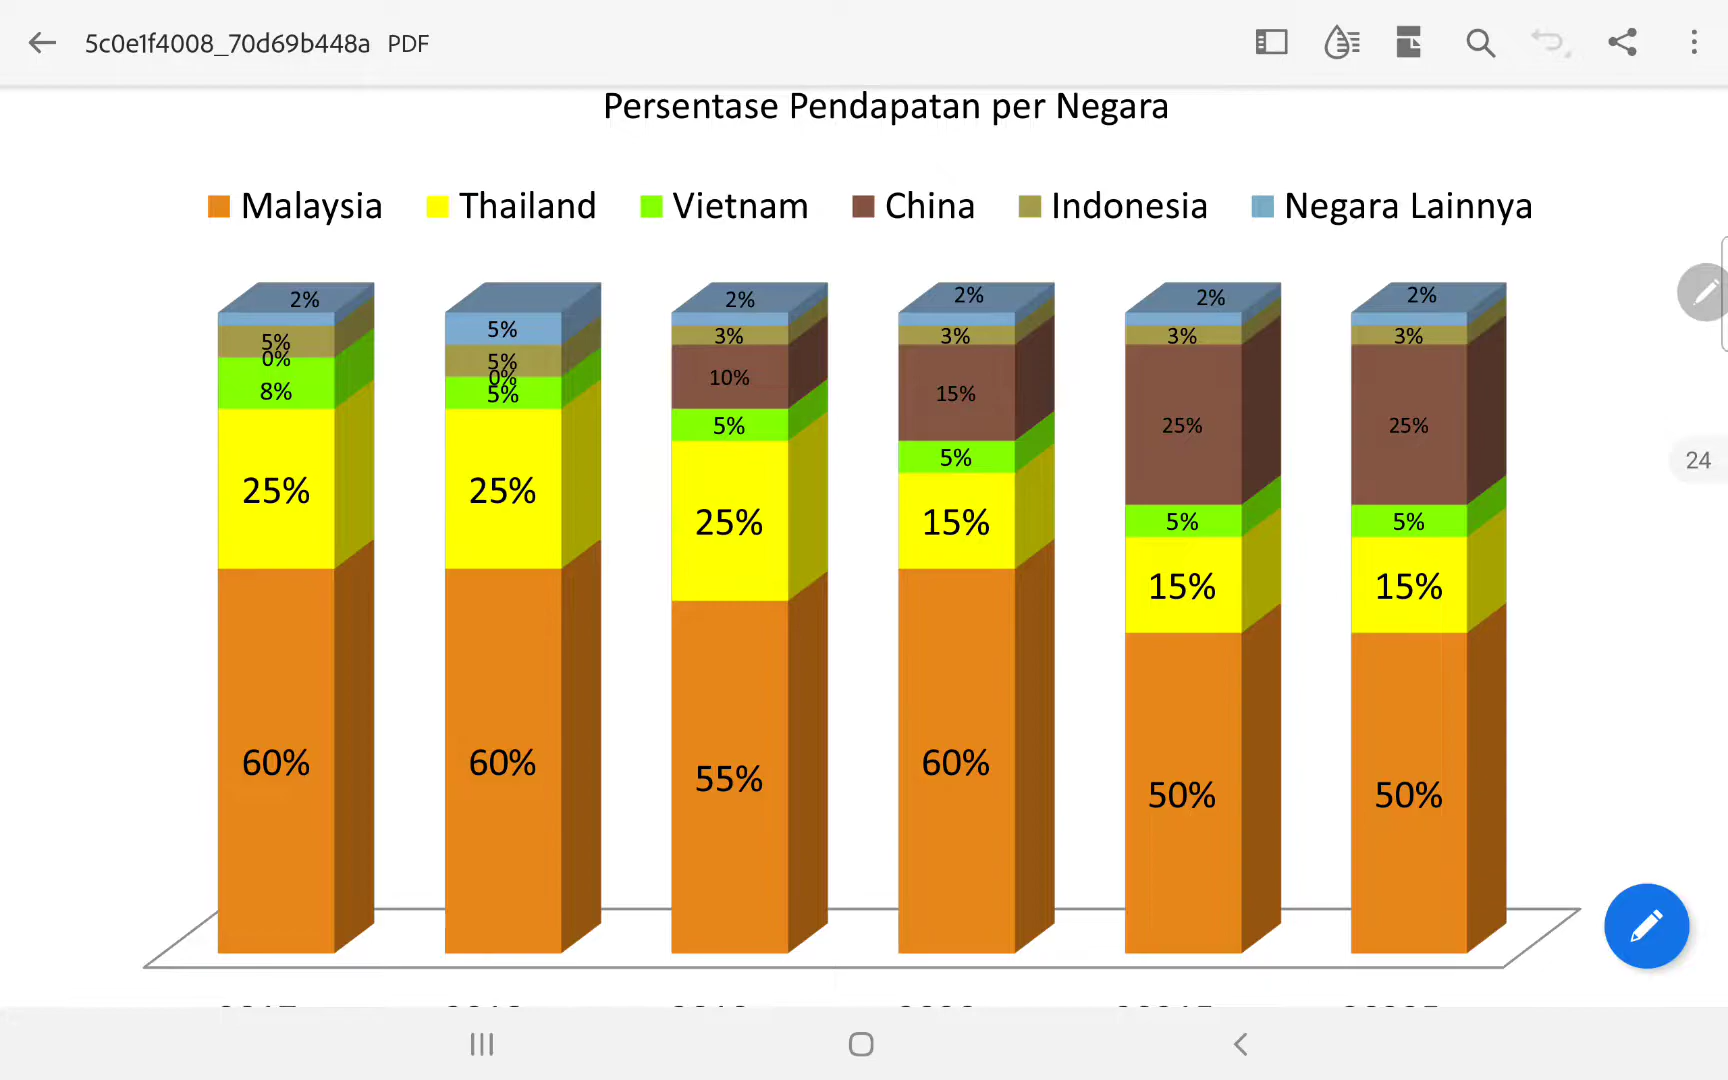 5c0e1f4008_70d69b448a PDF
Persentase Pendapatan per Negara
Malaysia Thailand Vietnam China Indonesia Negara Lainnya
2% 5% 2% 2% 2% 2%
5% 5% 3% 3% 3% 3%
0% 0% 10% 15% 25% 25%
8% 5% 5% 5% 5% 5%
25% 25% 25% 15% 15% 15%
60% 60% 55% 60% 50% 50%
24